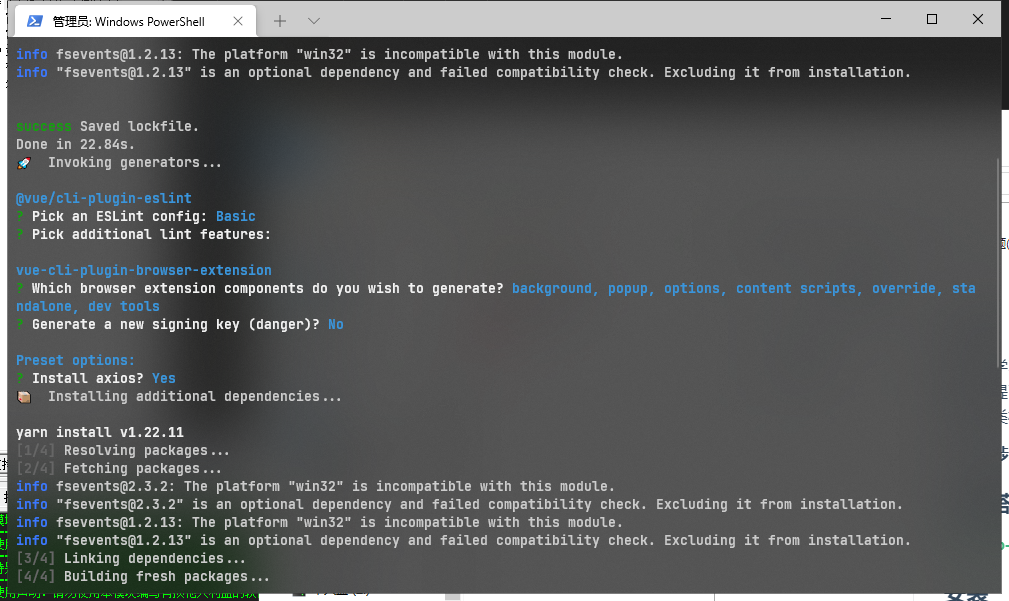 管理员: Windows PowerShell
info fsevents@1.2.13: The platform "win32" is incompatible with this module.
info "fsevents@1.2.13" is an optional dependency and failed compatibility check. Excluding it from installation.
success Saved lockfile.
Done in 22.84s.
🚀 Invoking generators...
@vue/cli-plugin-eslint
? Pick an ESLint config: Basic
? Pick additional lint features:
vue-cli-plugin-browser-extension
? Which browser extension components do you wish to generate? background, popup, options, content scripts, override, sta
ndalone, dev tools
? Generate a new signing key (danger)? No
Preset options:
? Install axios? Yes
Installing additional dependencies...
yarn install v1.22.11
[1/4] Resolving packages...
[2/4] Fetching packages...
info fsevents@2.3.2: The platform "win32" is incompatible with this module.
info "fsevents@2.3.2" is an optional dependency and failed compatibility check. Excluding it from installation.
info fsevents@1.2.13: The platform "win32" is incompatible with this module.
info "fsevents@1.2.13" is an optional dependency and failed compatibility check. Excluding it from installation.
[3/4] Linking dependencies...
[4/4] Building fresh packages...